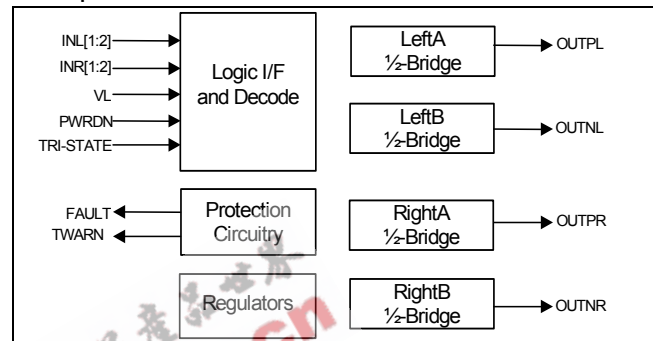 INL[1:2]
INR[1:2]
VL
PWRDN
TRI-STATE
Logic I/F
and Decode
LeftA
½-Bridge
OUTPL
LeftB
½-Bridge
OUTNL
FAULT
TWARN
Protection
Circuitry
RightA
½-Bridge
OUTPR
Regulators
RightB
½-Bridge
OUTNR